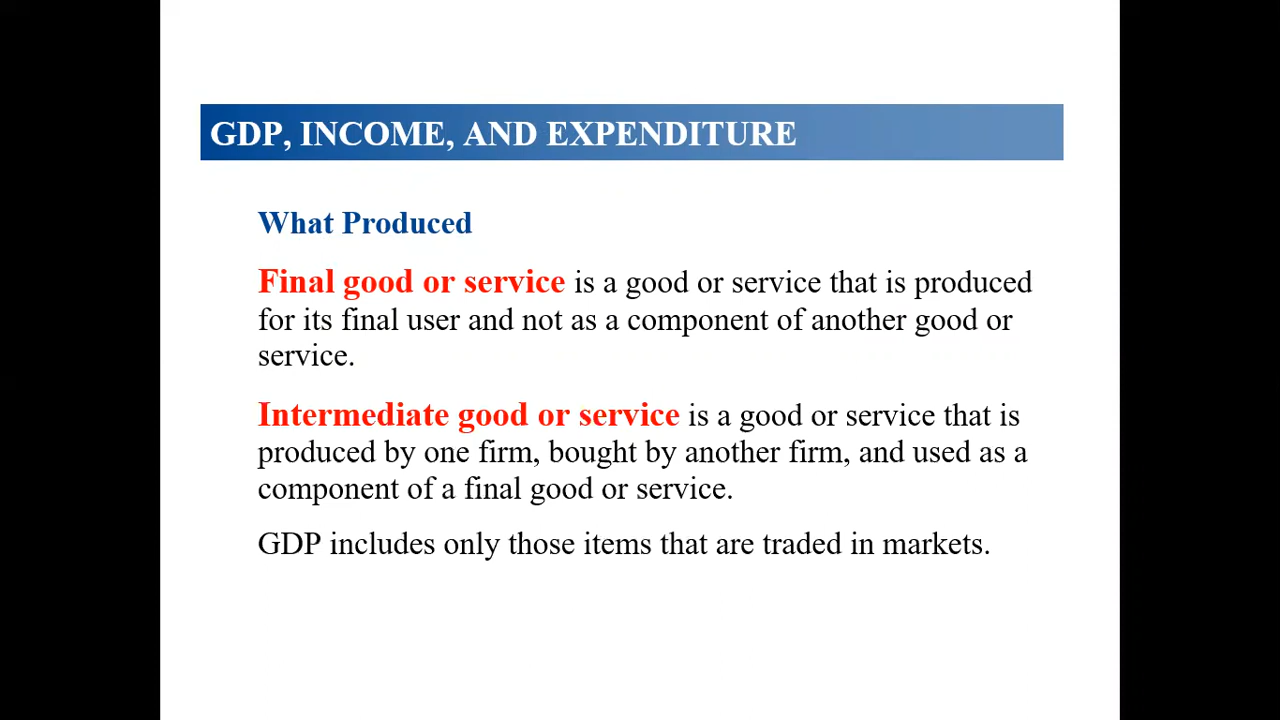 GDP, INCOME, AND EXPENDITURE
What Produced
Final good or service is a good or service that is produced
for its final user and not as a component of another good or
service.
Intermediate good or service is a good or service that is
produced by one firm, bought by another firm, and used as a
component of a final good or service.
GDP includes only those items that are traded in markets.